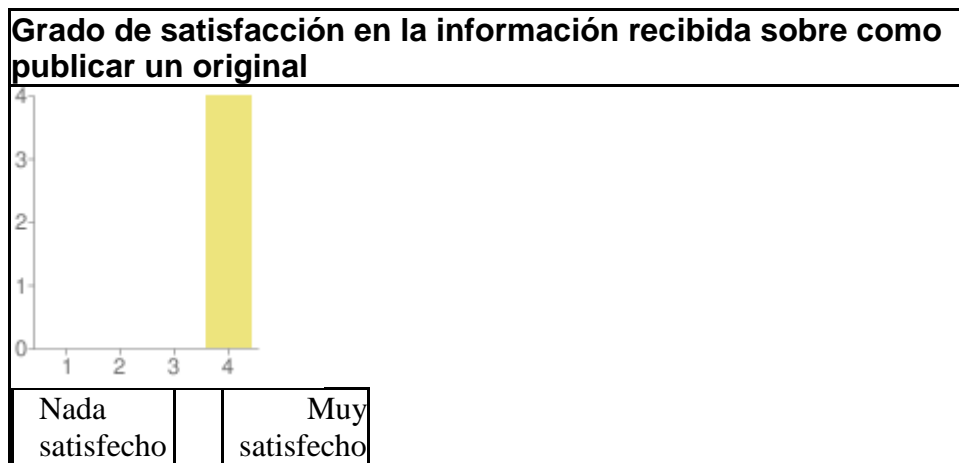 Grado de satisfacción en la información recibida sobre como
publicar un original
4
3
2
1
0
1 2 3 4
Nada Muy
satisfecho satisfecho